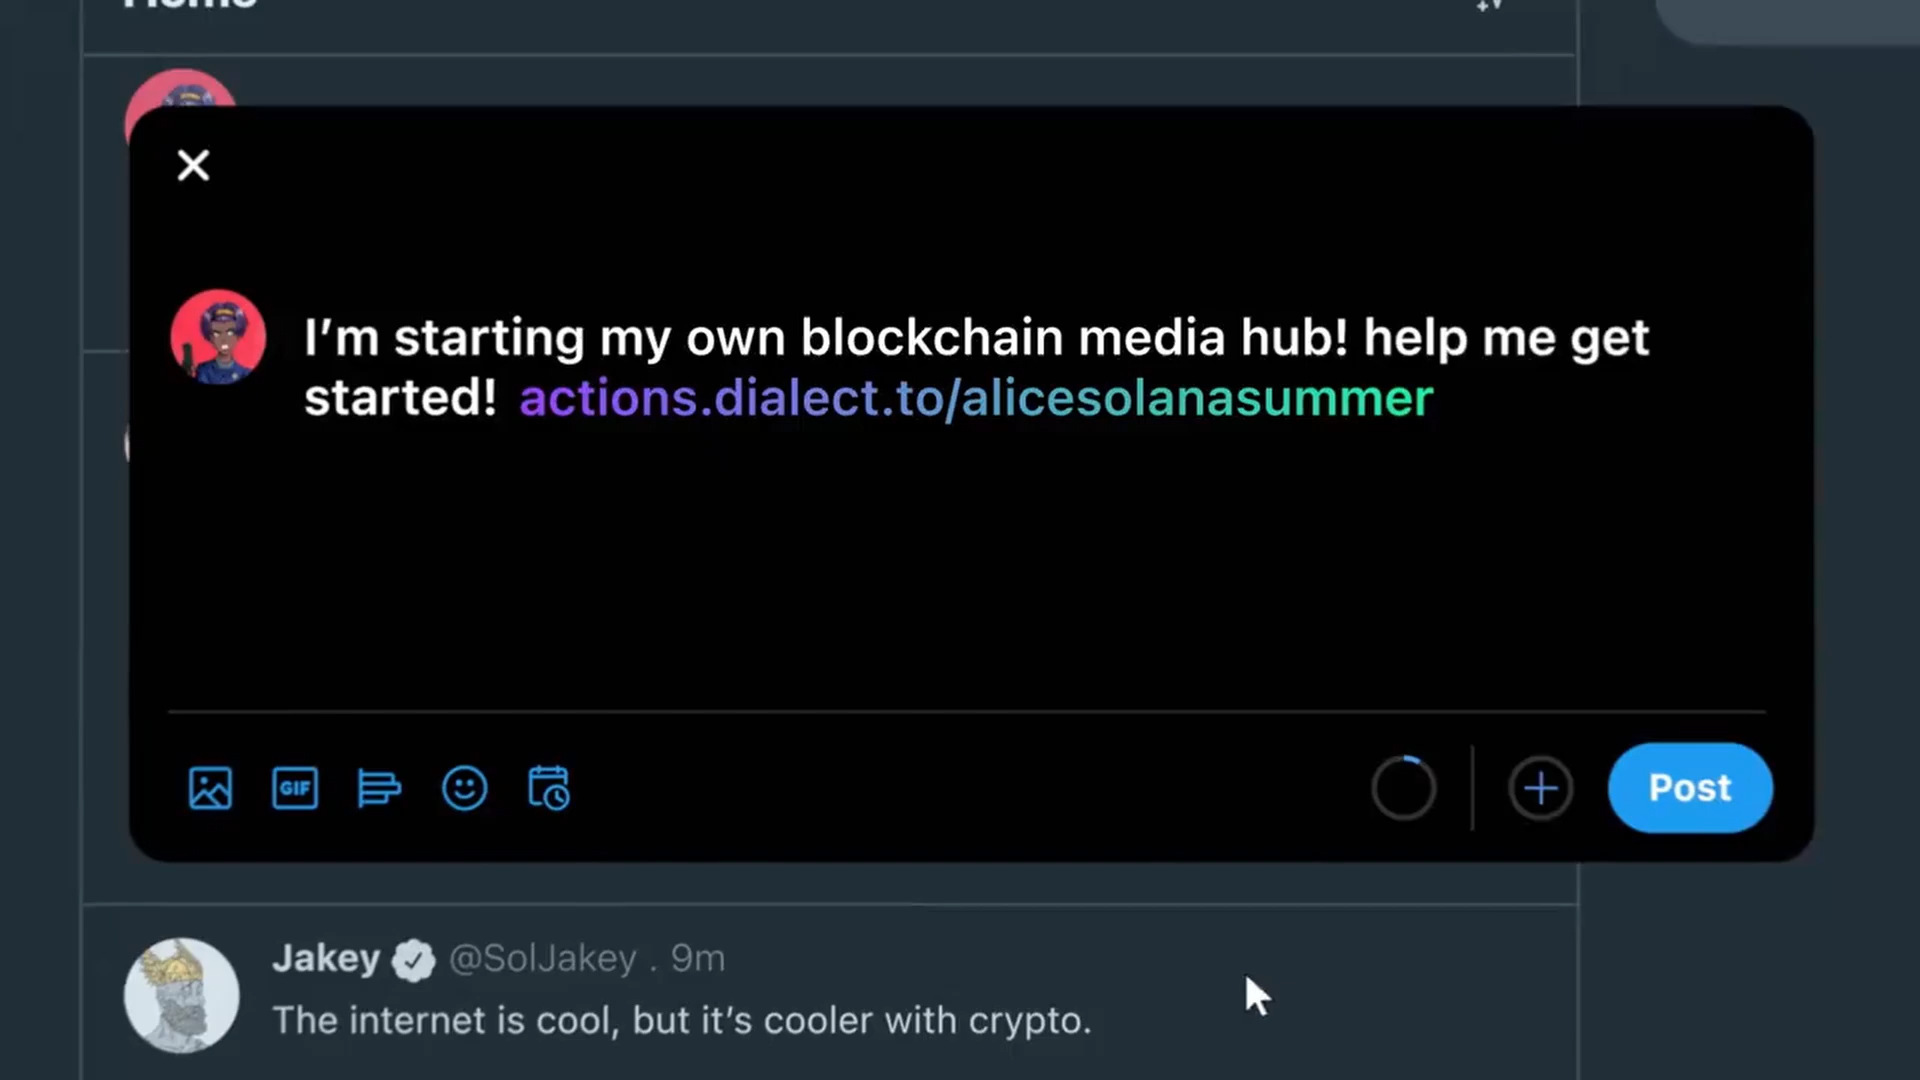 Home
I’m starting my own blockchain media hub! help me get
started! actions.dialect.to/alicesolanasummer
GIF
Post
Jakey @SolJakey . 9m
The internet is cool, but it’s cooler with crypto.